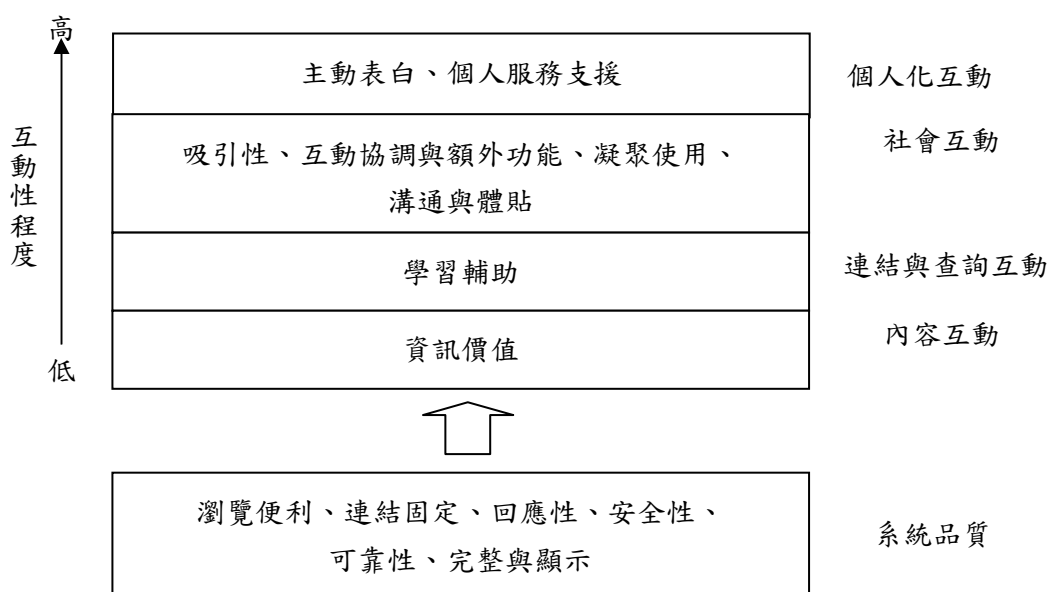 高
主動表白、個人服務支援
個人化互動
互動性程度
吸引性、互動協調與額外功能、凝聚使用、
溝通與體貼
社會互動
學習輔助
連結與查詢互動
資訊價值
內容互動
低
瀏覽便利、連結固定、回應性、安全性、
可靠性、完整與顯示
系統品質